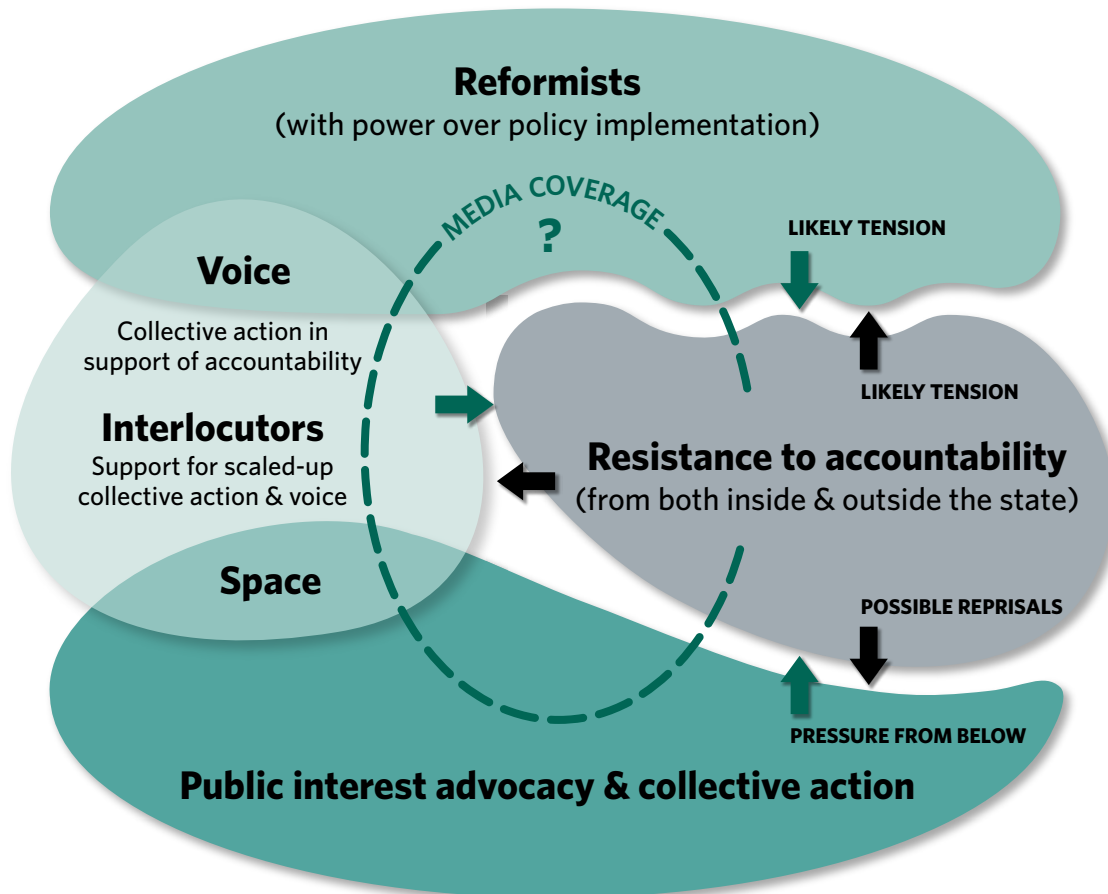 Reformists
(with power over policy implementation)
MEDIA COVERAGE
?
LIKELY TENSION
Voice
Collective action in
support of accountability
LIKELY TENSION
Interlocutors
Support for scaled-up
collective action & voice
Resistance to accountability
(from both inside & outside the state)
Space
POSSIBLE REPRISALS
PRESSURE FROM BELOW
Public interest advocacy & collective action